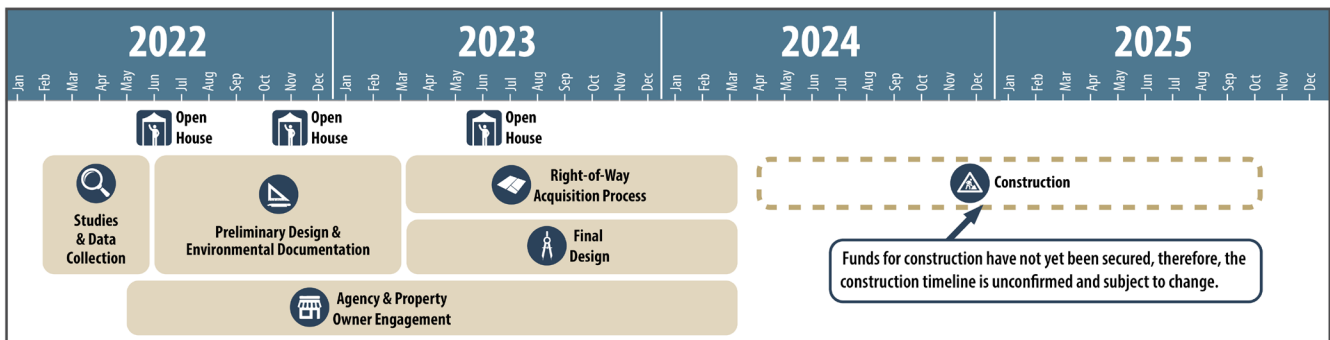 2022 2023 2024 2025
Jan Feb Mar Apr May Jun Jul Aug Sep Oct Nov Dec Jan Feb Mar Apr May Jun Jul Aug Sep Oct Nov Dec Jan Feb Mar Apr May Jun Jul Aug Sep Oct Nov Dec Jan Feb Mar Apr May Jun Jul Aug Sep Oct Nov Dec
Open
House
Open
House
Open
House
Studies
& Data
Collection
Preliminary Design &
Environmental Documentation
Right-of-Way
Acquisition Process
Final
Design
Agency & Property
Owner Engagement
Construction
Funds for construction have not yet been secured, therefore, the
construction timeline is unconfirmed and subject to change.